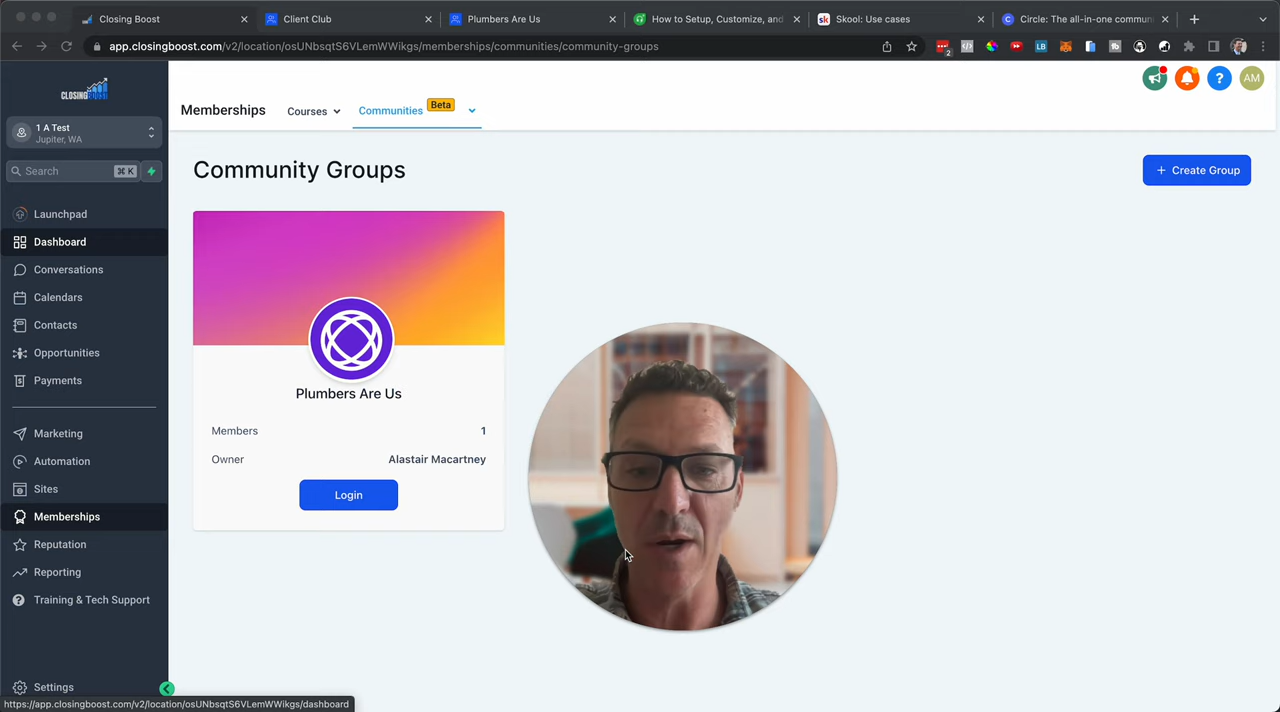 Closing Boost
Client Club
Plumbers Are Us
How to Setup, Customize, and
sk Skool: Use cases
C Circle: The all-in-one commun
app.closingboost.com/v2/location/osUNbsqtS6VLemWWikgs/memberships/communities/community-groups
2
LB
CLOSINGBOOST
1 A Test
Jupiter, WA
Search ⌘ K
Launchpad
Dashboard
Conversations
Calendars
Contacts
Opportunities
Payments
Marketing
Automation
Sites
Memberships
Reputation
Reporting
Training & Tech Support
Settings
Memberships Courses Communities Beta
? AM
Community Groups
+ Create Group
Plumbers Are Us
Members 1
Owner Alastair Macartney
Login
https://app.closingboost.com/v2/location/osUNbsqtS6VLemWWikgs/dashboard